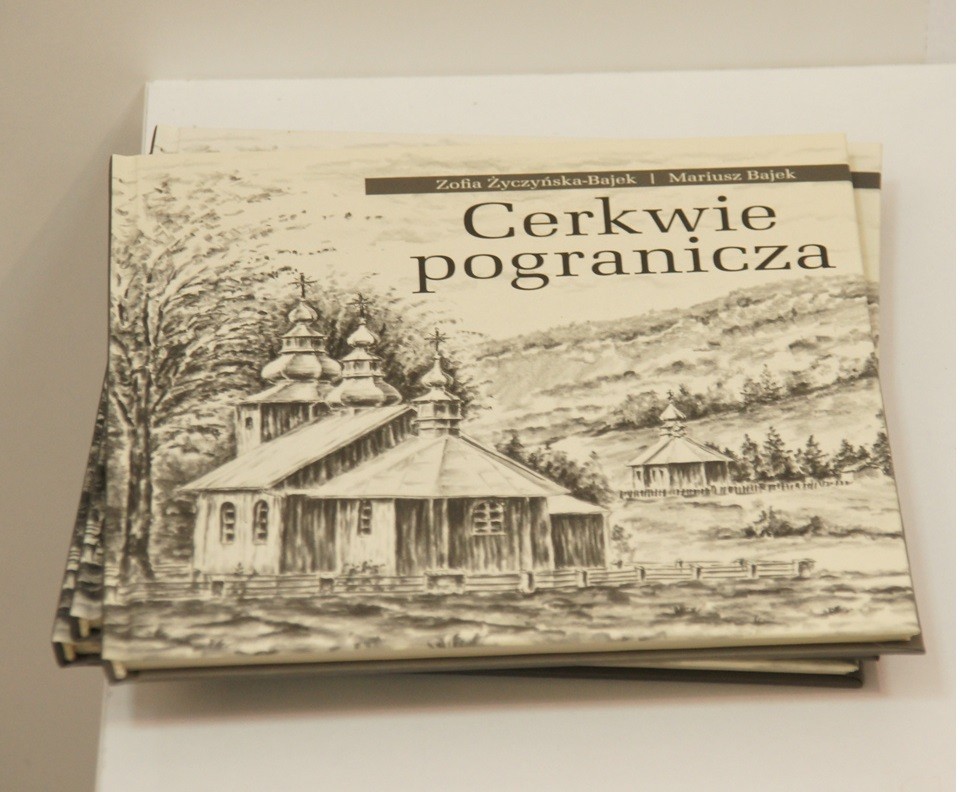 Zofia Życzyńska-Bajek | Mariusz Bajek
Cerkwie
pogranicza